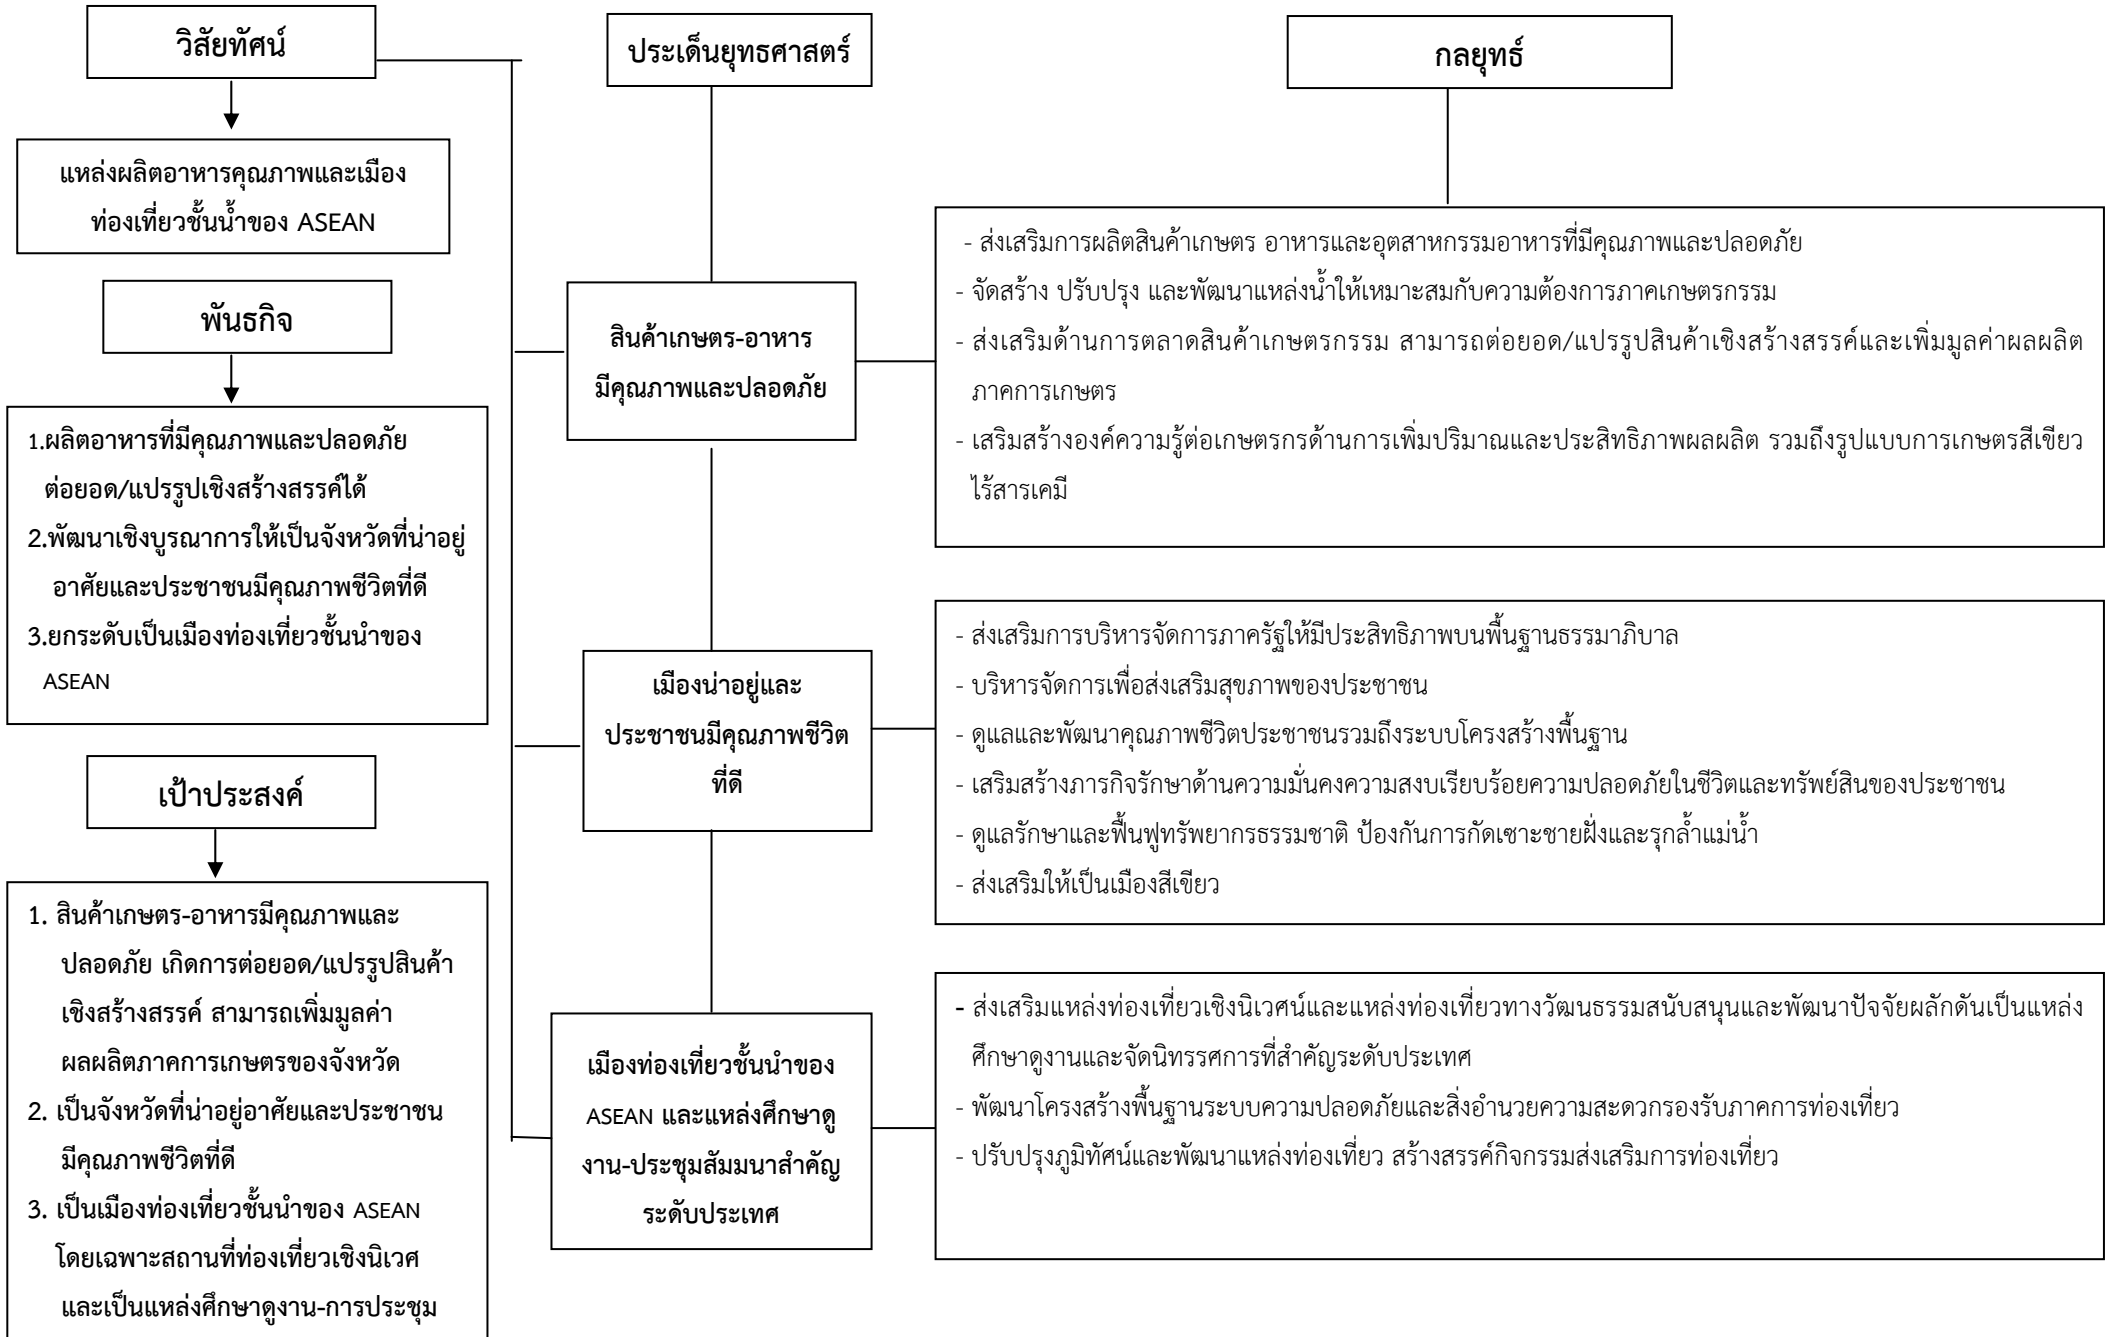 วิสัยทัศน์
แหล่งผลิตอาหารคุณภาพและเมือง
ท่องเที่ยวชั้นน้ำของ ASEAN
พันธกิจ
1.ผลิตอาหารที่มีคุณภาพและปลอดภัย
ต่อยอด/แปรรูปเชิงสร้างสรรค์ได้
2.พัฒนาเชิงบูรณาการให้เป็นจังหวัดที่น่าอยู่
อาศัยและประชาชนมีคุณภาพชีวิตที่ดี
3.ยกระดับเป็นเมืองท่องเที่ยวชั้นนำของ
ASEAN
เป้าประสงค์
1. สินค้าเกษตร-อาหารมีคุณภาพและ
ปลอดภัย เกิดการต่อยอด/แปรรูปสินค้า
เชิงสร้างสรรค์ สามารถเพิ่มมูลค่า
ผลผลิตภาคการเกษตรของจังหวัด
2. เป็นจังหวัดที่น่าอยู่อาศัยและประชาชน
มีคุณภาพชีวิตที่ดี
3. เป็นเมืองท่องเที่ยวชั้นนำของ ASEAN
โดยเฉพาะสถานที่ท่องเที่ยวเชิงนิเวศ
และเป็นแหล่งศึกษาดูงาน-การประชุม
ประเด็นยุทธศาสตร์
สินค้าเกษตร-อาหาร
มีคุณภาพและปลอดภัย
เมืองน่าอยู่และ
ประชาชนมีคุณภาพชีวิต
ที่ดี
เมืองท่องเที่ยวชั้นนำของ
ASEAN และแหล่งศึกษาดู
งาน-ประชุมสัมมนาสำคัญ
ระดับประเทศ
กลยุทธ์
- ส่งเสริมการผลิตสินค้าเกษตร อาหารและอุตสาหกรรมอาหารที่มีคุณภาพและปลอดภัย
- จัดสร้าง ปรับปรุง และพัฒนาแหล่งน้ำให้เหมาะสมกับความต้องการภาคเกษตรกรรม
- ส่งเสริมด้านการตลาดสินค้าเกษตรกรรม สามารถต่อยอด/แปรรูปสินค้าเชิงสร้างสรรค์และเพิ่มมูลค่าผลผลิต
ภาคการเกษตร
- เสริมสร้างองค์ความรู้ต่อเกษตรกรด้านการเพิ่มปริมาณและประสิทธิภาพผลผลิต รวมถึงรูปแบบการเกษตรสีเขียว
ไร้สารเคมี
- ส่งเสริมการบริหารจัดการภาครัฐให้มีประสิทธิภาพบนพื้นฐานธรรมาภิบาล
- บริหารจัดการเพื่อส่งเสริมสุขภาพของประชาชน
- ดูแลและพัฒนาคุณภาพชีวิตประชาชนรวมถึงระบบโครงสร้างพื้นฐาน
- เสริมสร้างภารกิจรักษาด้านความมั่นคงความสงบเรียบร้อยความปลอดภัยในชีวิตและทรัพย์สินของประชาชน
- ดูแลรักษาและฟื้นฟูทรัพยากรธรรมชาติ ป้องกันการกัดเซาะชายฝั่งและรุกล้ำแม่น้ำ
- ส่งเสริมให้เป็นเมืองสีเขียว
- ส่งเสริมแหล่งท่องเที่ยวเชิงนิเวศน์และแหล่งท่องเที่ยวทางวัฒนธรรมสนับสนุนและพัฒนาปัจจัยผลักดันเป็นแหล่ง
ศึกษาดูงานและจัดนิทรรศการที่สำคัญระดับประเทศ
- พัฒนาโครงสร้างพื้นฐานระบบความปลอดภัยและสิ่งอำนวยความสะดวกรองรับภาคการท่องเที่ยว
- ปรับปรุงภูมิทัศน์และพัฒนาแหล่งท่องเที่ยว สร้างสรรค์กิจกรรมส่งเสริมการท่องเที่ยว